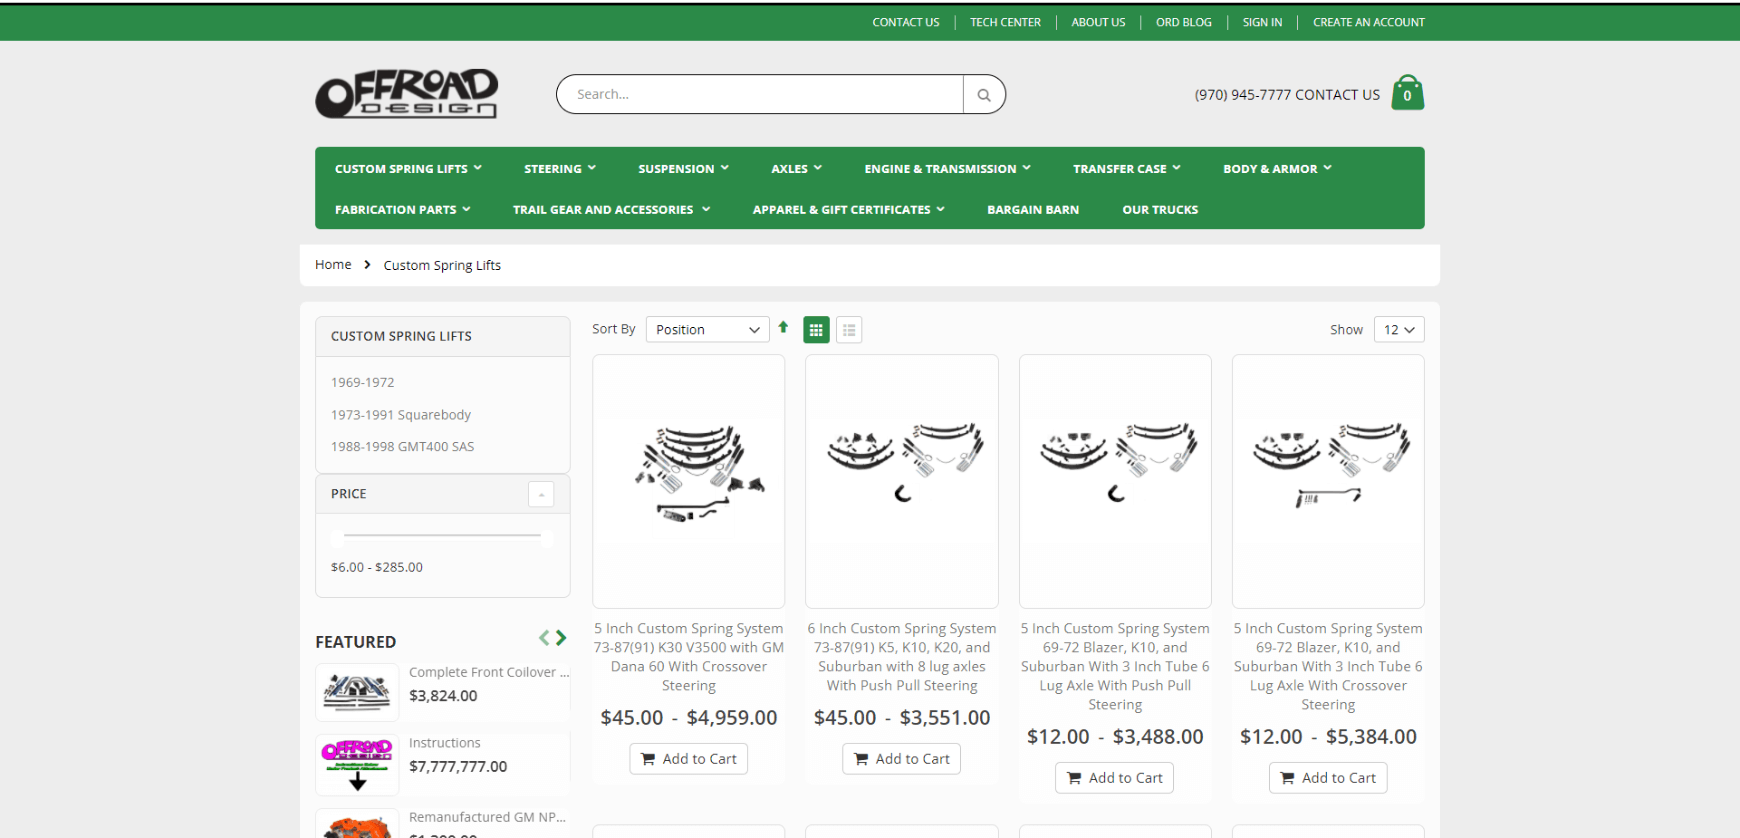 CONTACT US
TECH CENTER
ABOUT US
ORD BLOG
SIGN IN
CREATE AN ACCOUNT
OFFROAD
DESIGN
Search...
(970) 945-7777 CONTACT US
0
CUSTOM SPRING LIFTS
STEERING
SUSPENSION
AXLES
ENGINE & TRANSMISSION
TRANSFER CASE
BODY & ARMOR
FABRICATION PARTS
TRAIL GEAR AND ACCESSORIES
APPAREL & GIFT CERTIFICATES
BARGAIN BARN
OUR TRUCKS
Home
Custom Spring Lifts
CUSTOM SPRING LIFTS
1969-1972
1973-1991 Squarebody
1988-1998 GMT400 SAS
PRICE
$6.00 - $285.00
FEATURED
Complete Front Coilover ...
$3,824.00
OFFROAD
Instructions
$7,777,777.00
Remanufactured GM NP...
Sort By
Position
Show
12
5 Inch Custom Spring System
73-87(91) K30 V3500 with GM
Dana 60 With Crossover
Steering
$45.00 - $4,959.00
Add to Cart
6 Inch Custom Spring System
73-87(91) K5, K10, K20, and
Suburban with 8 lug axles
With Push Pull Steering
$45.00 - $3,551.00
Add to Cart
5 Inch Custom Spring System
69-72 Blazer, K10, and
Suburban With 3 Inch Tube 6
Lug Axle With Push Pull
Steering
$12.00 - $3,488.00
Add to Cart
5 Inch Custom Spring System
69-72 Blazer, K10, and
Suburban With 3 Inch Tube 6
Lug Axle With Crossover
Steering
$12.00 - $5,384.00
Add to Cart